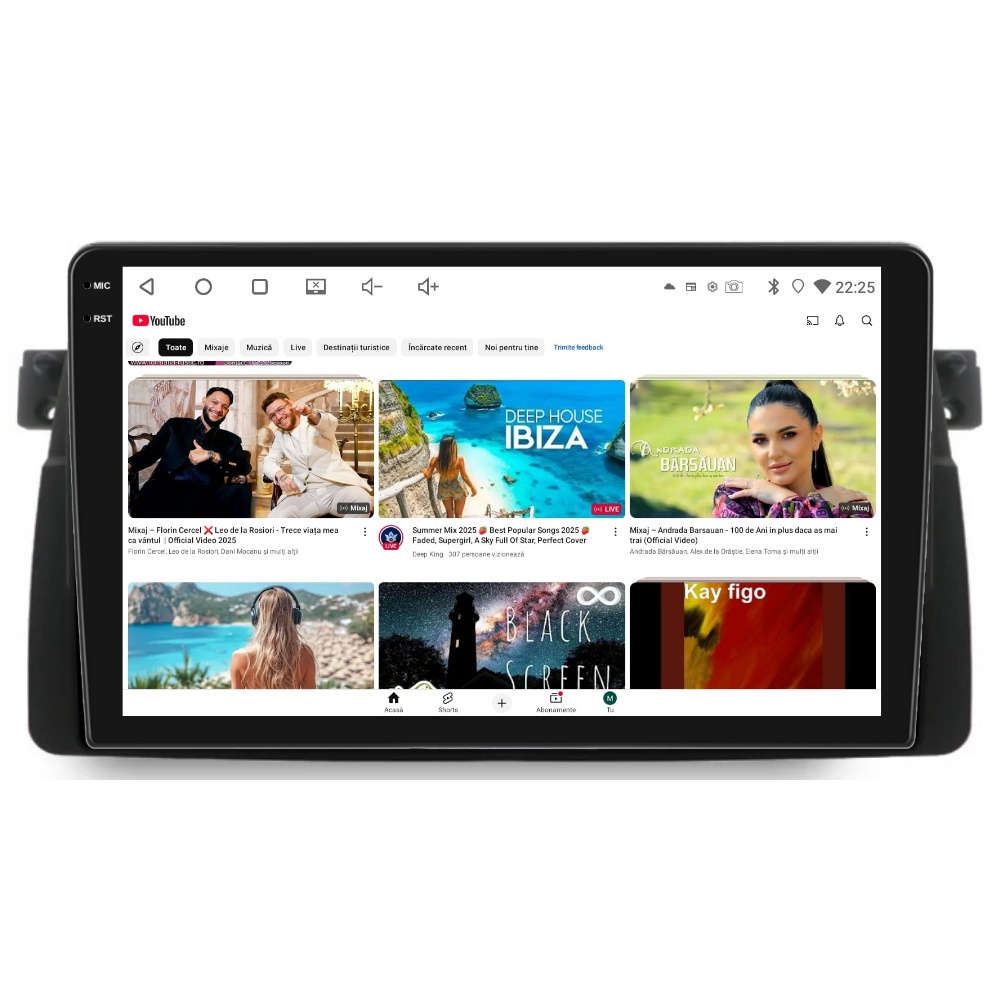 MIC
22:25
RST
YouTube
Toate Mixaje Muzică Live Destinații turistice Încărcate recent Noi pentru tine Trimite feedback
DEEP HOUSE
IBIZA
ANDRADA
BÂRSĂUAN
Mixaj
LIVE
Mixaj
Mixaj – Florin Cercel ❌ Leo de la Rosiori - Trece viața mea
ca vântul | Official Video 2025
Florin Cercel, Leo de la Rosiori, Dani Mocanu și mulți alții
LIVE
Summer Mix 2025 🍓 Best Popular Songs 2025 🍓
Faded, Supergirl, A Sky Full Of Star, Perfect Cover
Deep King · 307 persoane vizionează
Mixaj – Andrada Barsauan - 100 de Ani in plus daca as mai
trai (Official Video)
Andrada Bârsăuan, Alex de la Orăștie, Elena Toma și mulți alții
BLACK
SCREEN
Kay figo
Acasă
Shorts
Abonamente
M
Tu